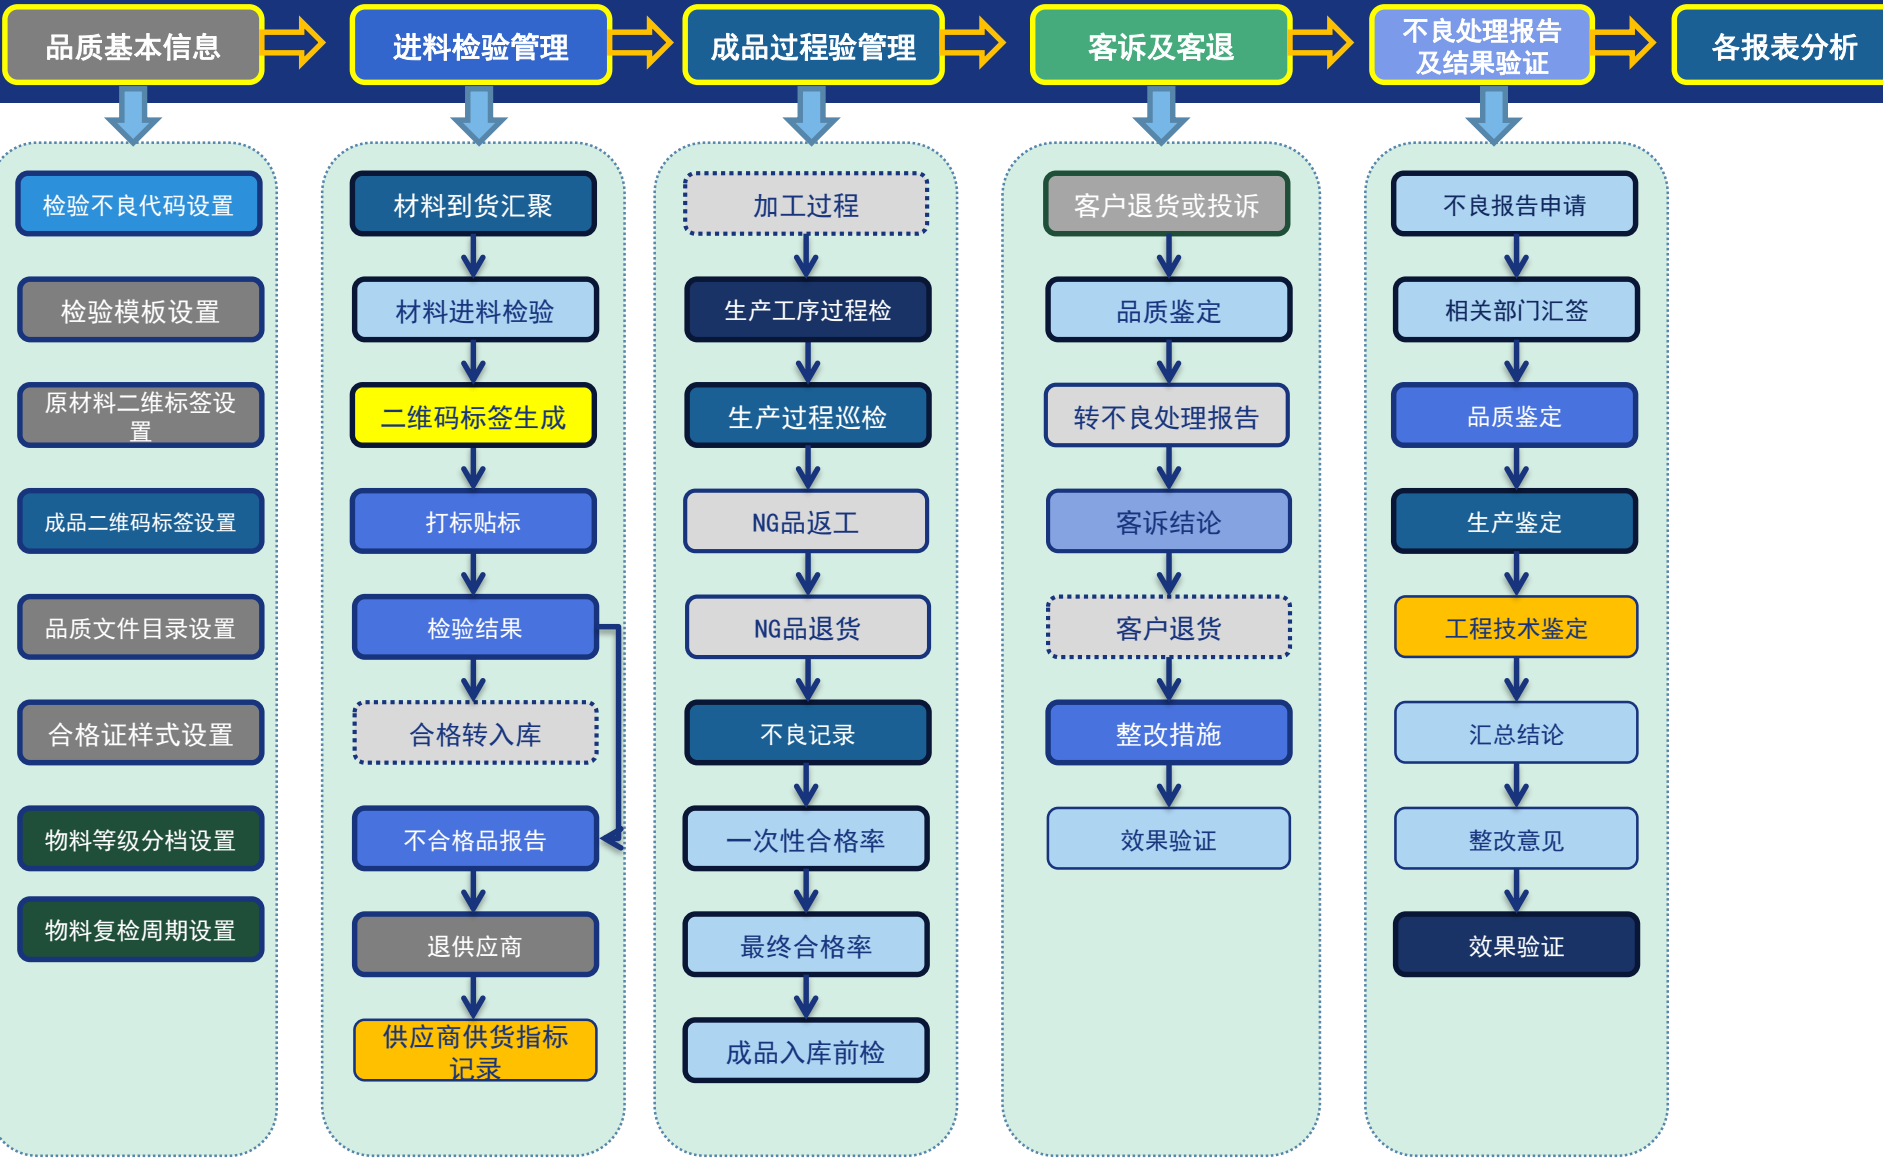 品质基本信息
进料检验管理
成品过程验管理
客诉及客退
不良处理报告
及结果验证
各报表分析
检验不良代码设置
检验模板设置
原材料二维标签设
置
成品二维码标签设置
品质文件目录设置
合格证样式设置
物料等级分档设置
物料复检周期设置
材料到货汇聚
材料进料检验
二维码标签生成
打标贴标
检验结果
合格转入库
不合格品报告
退供应商
供应商供货指标
记录
加工过程
生产工序过程检
生产过程巡检
NG品返工
NG品退货
不良记录
一次性合格率
最终合格率
成品入库前检
客户退货或投诉
品质鉴定
转不良处理报告
客诉结论
客户退货
整改措施
效果验证
不良报告申请
相关部门汇签
品质鉴定
生产鉴定
工程技术鉴定
汇总结论
整改意见
效果验证